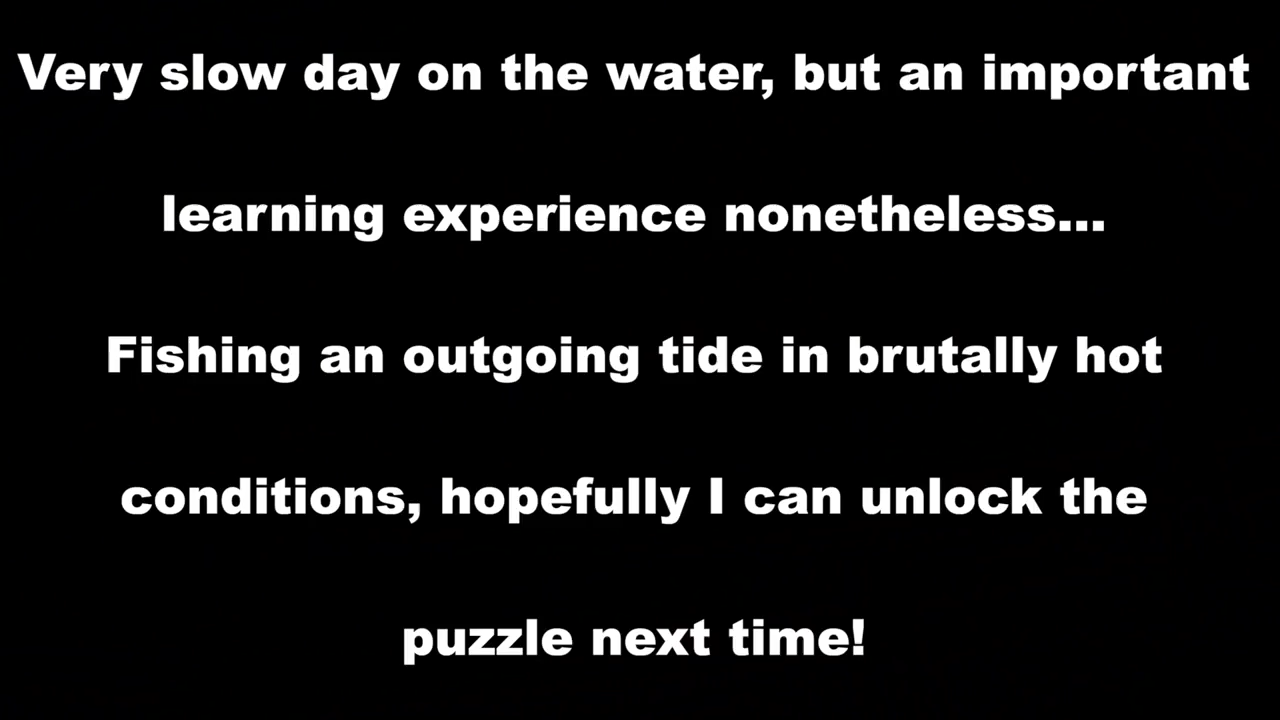 Very slow day on the water, but an important
learning experience nonetheless...
Fishing an outgoing tide in brutally hot
conditions, hopefully I can unlock the
puzzle next time!